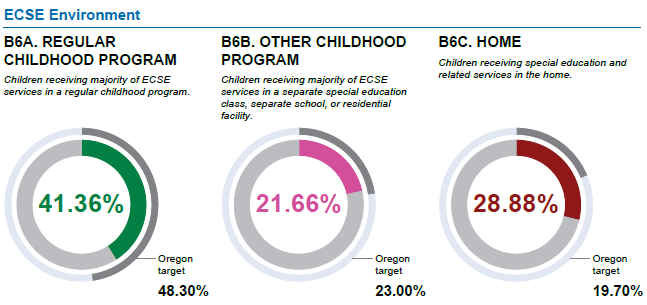 ECSE Environment
B6A. REGULAR
CHILDHOOD PROGRAM
Children receiving majority of ECSE
services in a regular childhood program.
41.36%
Oregon
target
48.30%
B6B. OTHER CHILDHOOD
PROGRAM
Children receiving majority of ECSE
services in a separate special education
class, separate school, or residential
facility.
21.66%
Oregon
target
23.00%
B6C. HOME
Children receiving special education and
related services in the home.
28.88%
Oregon
target
19.70%